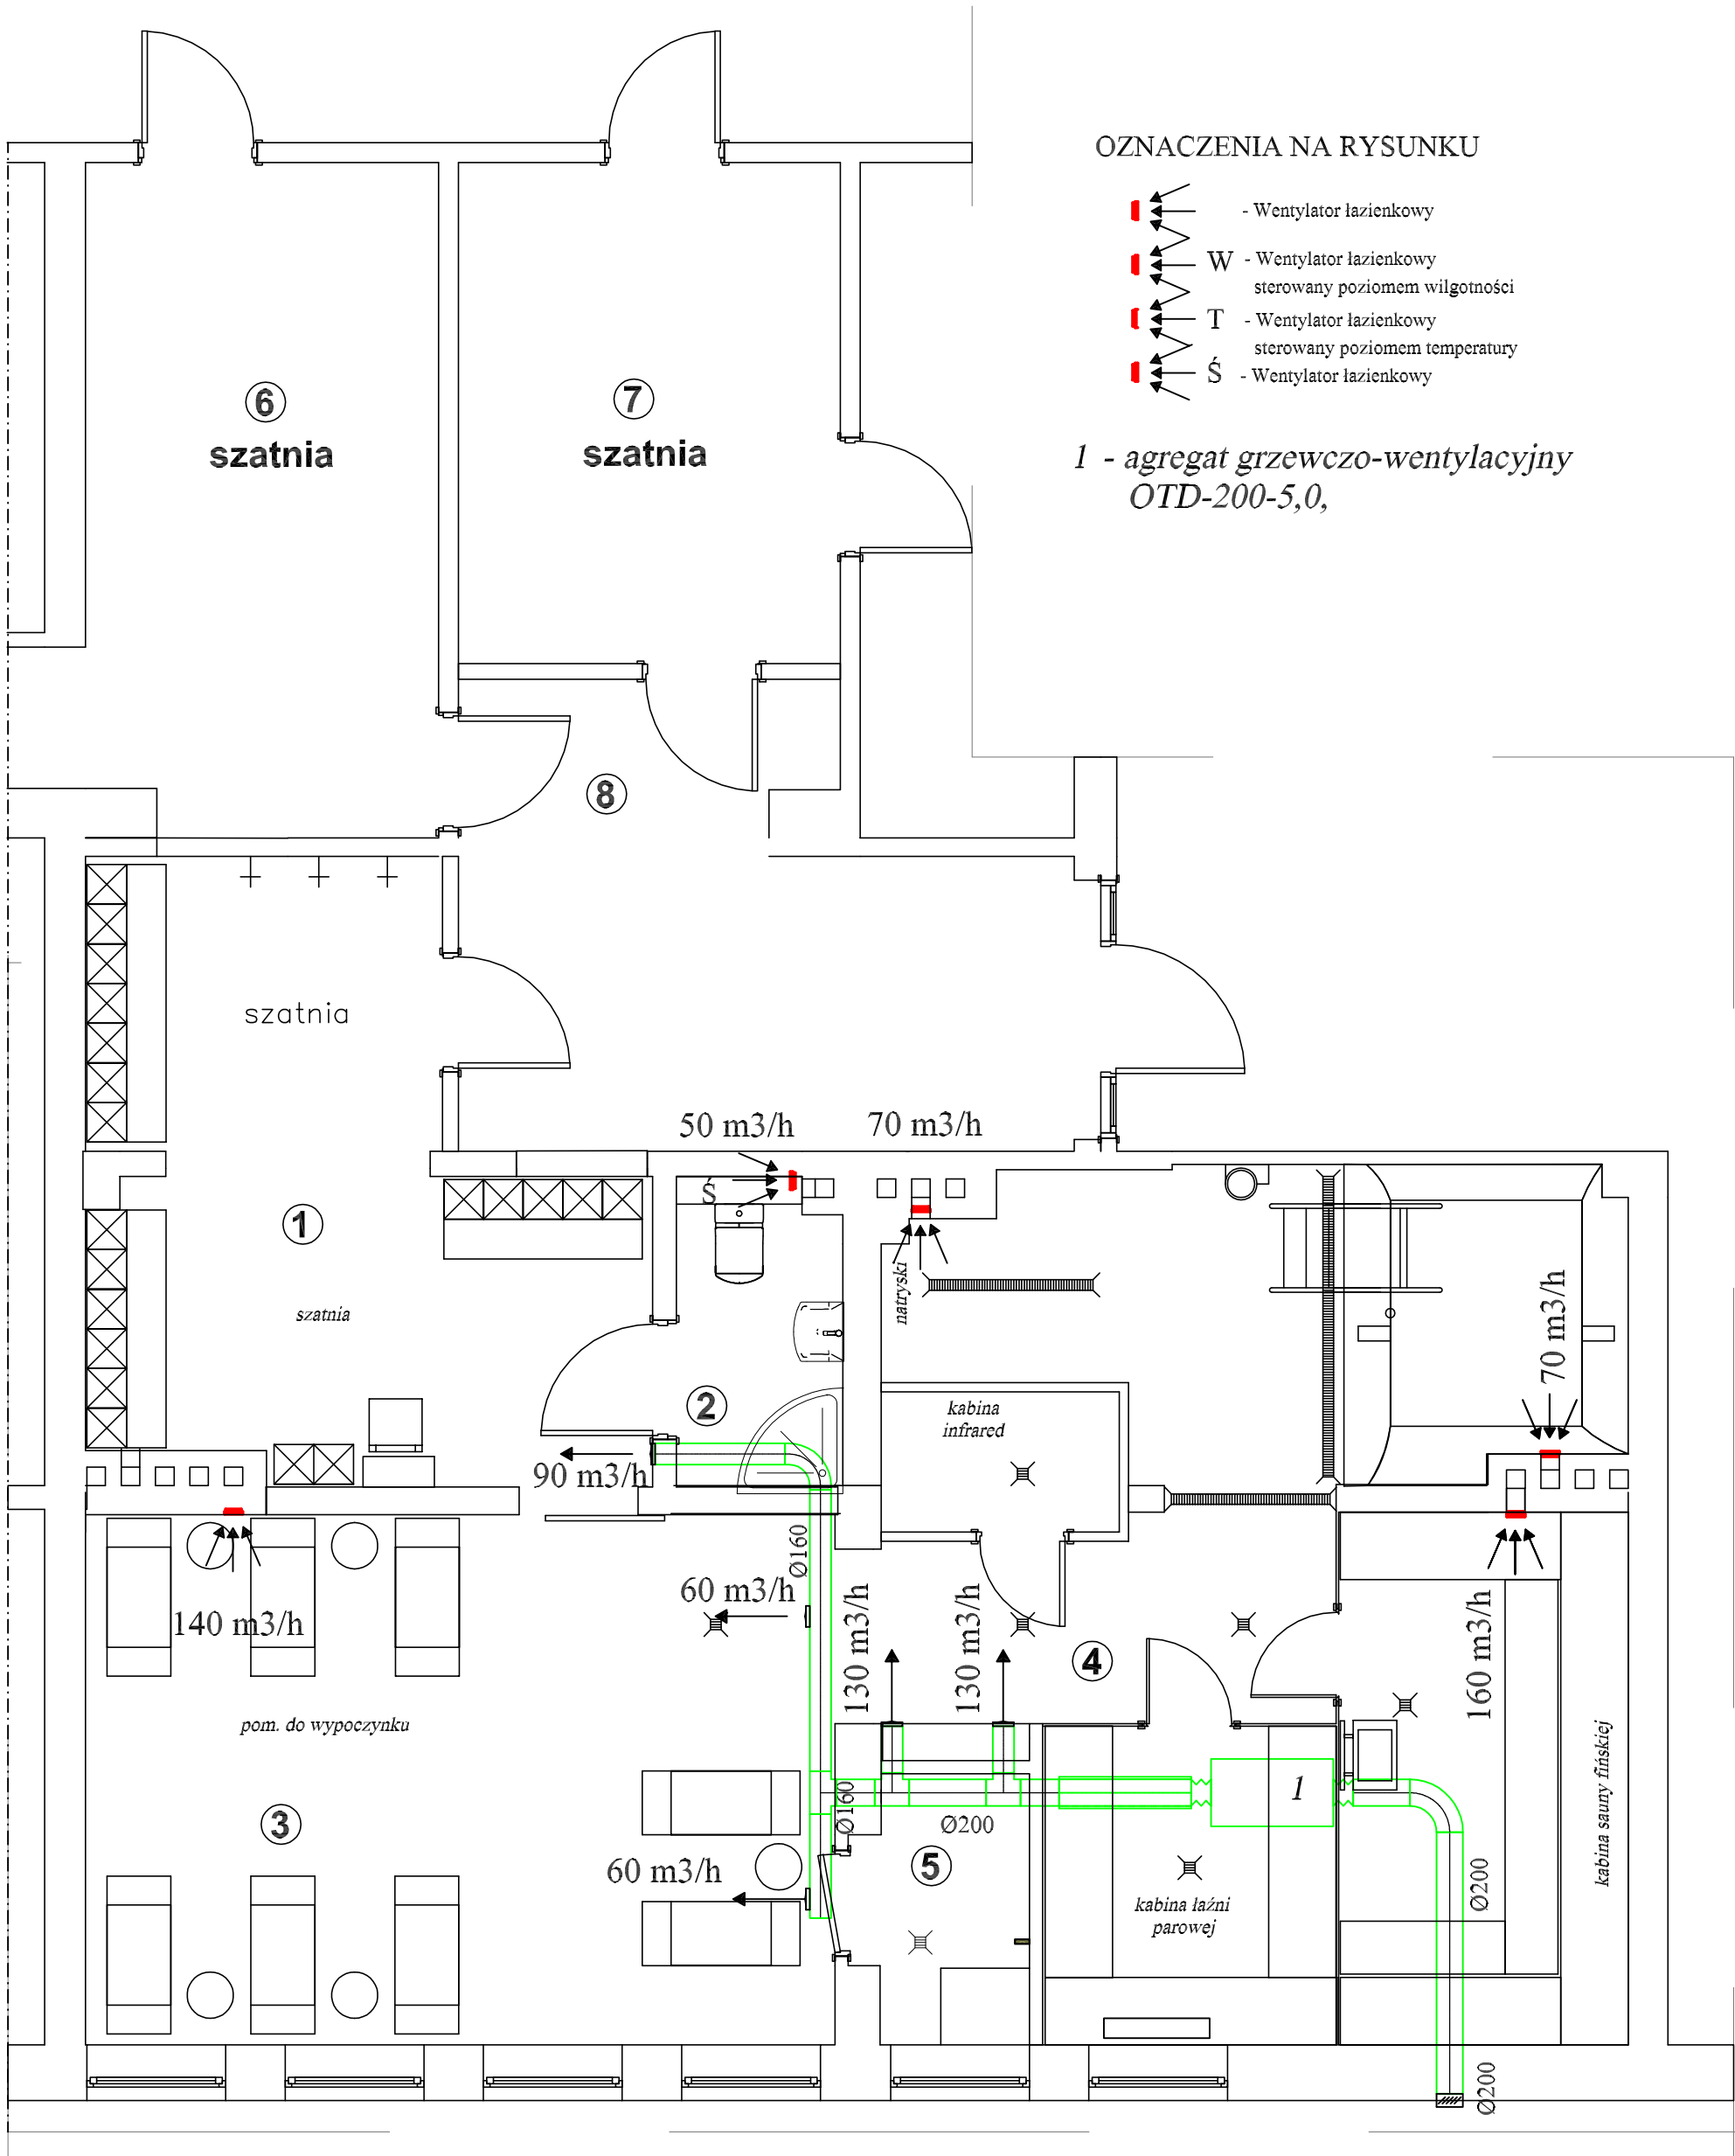 OZNACZENIA NA RYSUNKU
- Wentylator łazienkowy
W - Wentylator łazienkowy
sterowany poziomem wilgotności
T - Wentylator łazienkowy
sterowany poziomem temperatury
Ś - Wentylator łazienkowy
1 - agregat grzewczo-wentylacyjny
OTD-200-5,0,
6
szatnia
7
szatnia
8
szatnia
50 m3/h
70 m3/h
Ś
1
szatnia
natryski
70 m3/h
2
kabina
infrared
90 m3/h
Ø160
60 m3/h
140 m3/h
130 m3/h
130 m3/h
4
160 m3/h
pom. do wypoczynku
kabina sauny fińskiej
3
Ø160
Ø200
1
60 m3/h
5
kabina łaźni
parowej
Ø200
Ø200